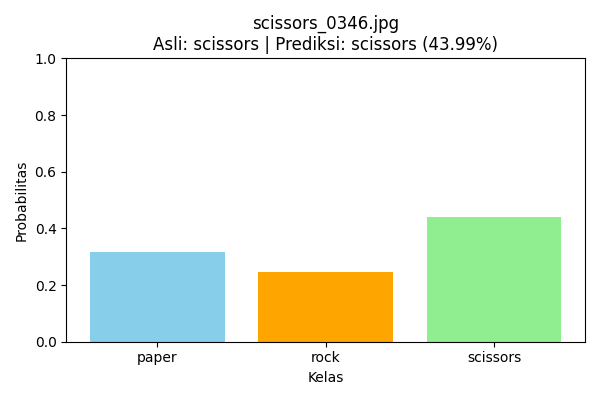 scissors_0346.jpg
Asli: scissors | Prediksi: scissors (43.99%)
1.0
0.8
0.6
0.4
0.2
0.0
Probabilitas
paper rock scissors
Kelas